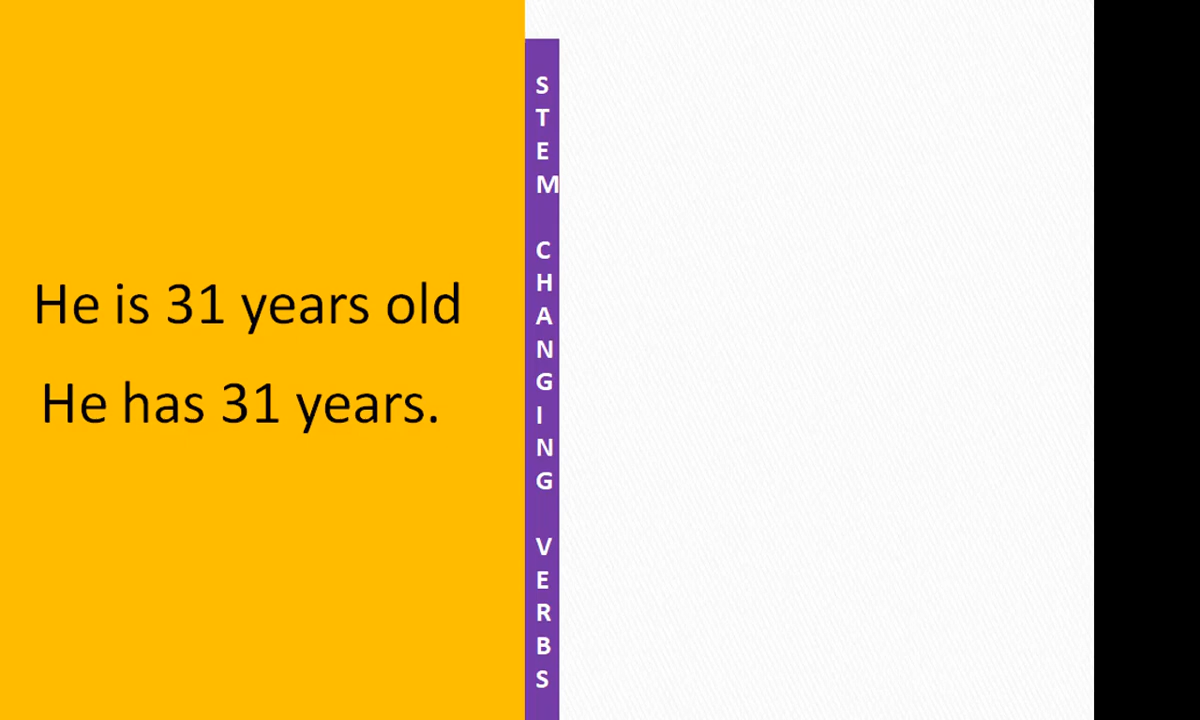 He is 31 years old
He has 31 years.
STEM CHANGING VERBS